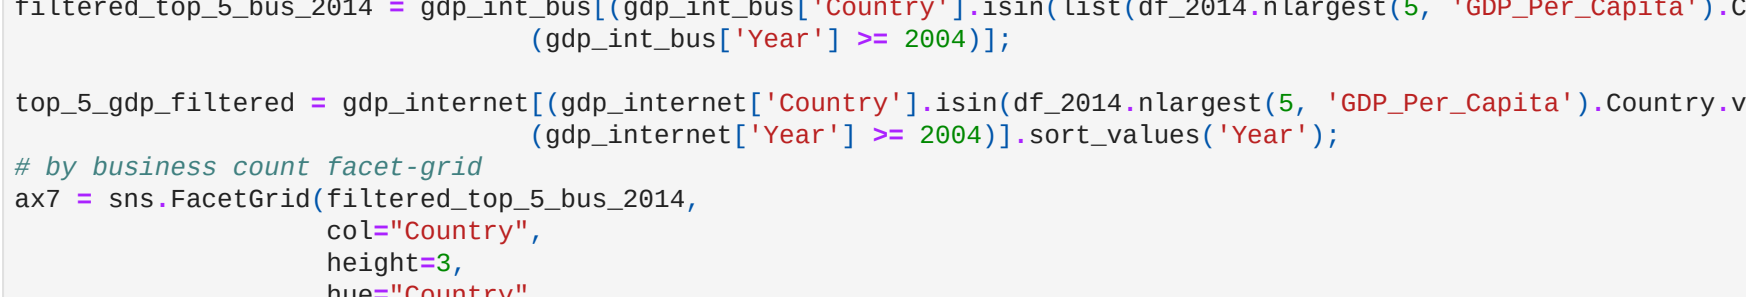 filtered_top_5_bus_2014 = gdp_int_bus[(gdp_int_bus['Country'].isin(list(df_2014.nlargest(5, 'GDP_Per_Capita').C
(gdp_int_bus['Year'] >= 2004)];
top_5_gdp_filtered = gdp_internet[(gdp_internet['Country'].isin(df_2014.nlargest(5, 'GDP_Per_Capita').Country.v
(gdp_internet['Year'] >= 2004)].sort_values('Year');
# by business count facet-grid
ax7 = sns.FacetGrid(filtered_top_5_bus_2014,
col="Country",
height=3,
hue="Country"